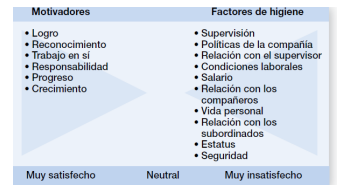 Motivadores
• Logro
• Reconocimiento
• Trabajo en sí
• Responsabilidad
• Progreso
• Crecimiento
Factores de higiene
• Supervisión
• Políticas de la compañía
• Relación con el supervisor
• Condiciones laborales
• Salario
• Relación con los
compañeros
• Vida personal
• Relación con los
subordinados
• Estatus
• Seguridad
Muy satisfecho
Neutral
Muy insatisfecho